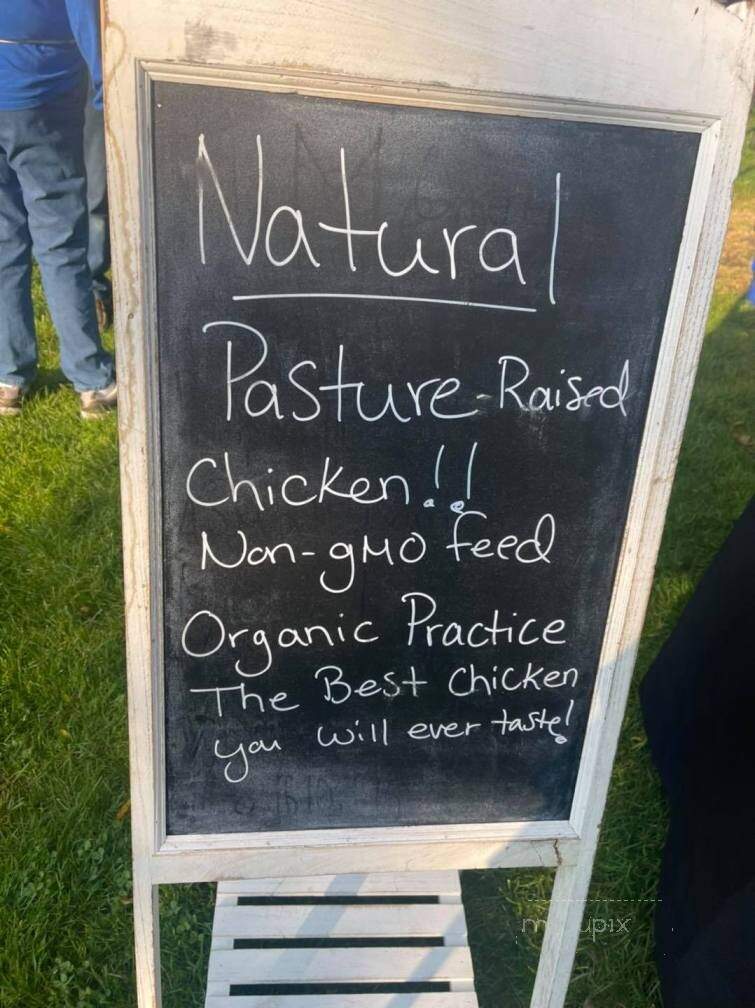 Natural
Pasture-Raised
Chicken!!
Non-gMO feed
Organic Practice
The Best Chicken
you will ever taste!